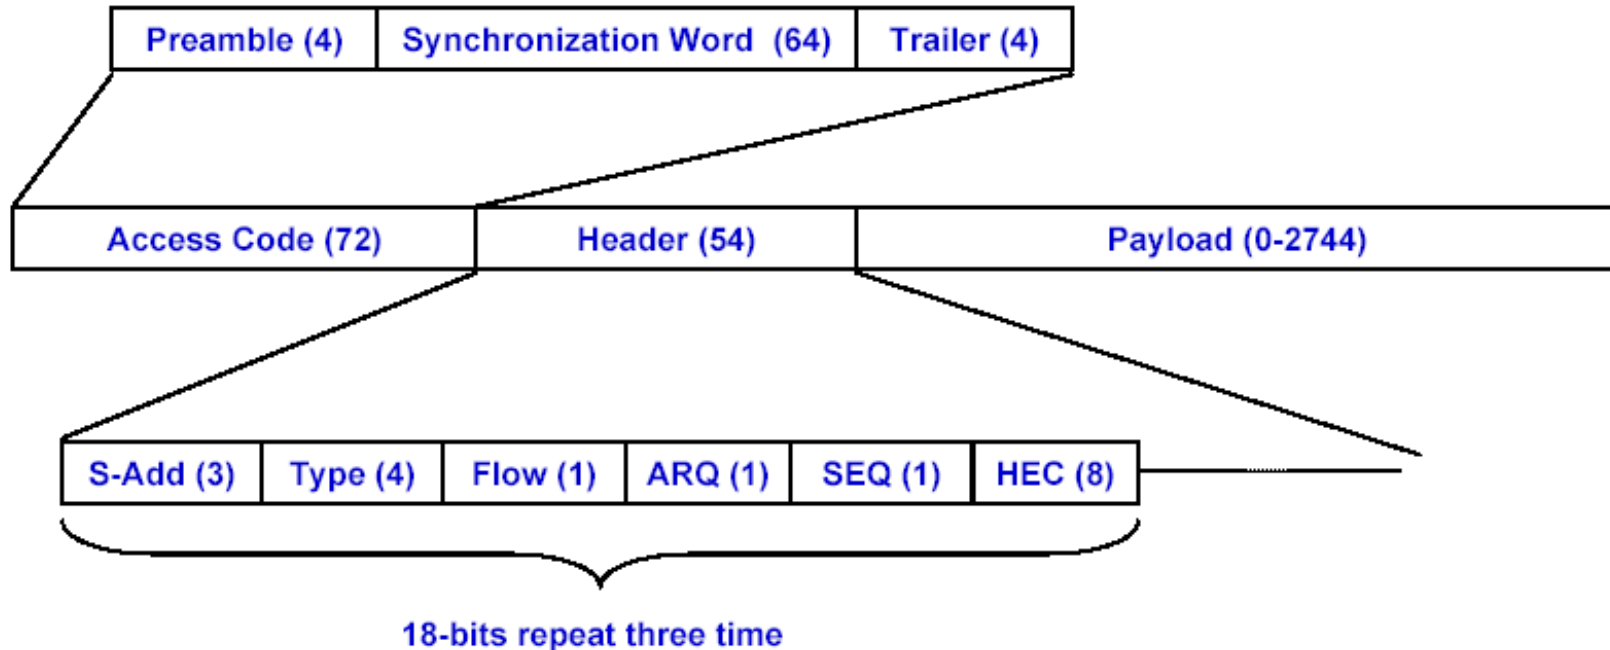 Preamble (4) Synchronization Word (64) Trailer (4)
Access Code (72) Header (54) Payload (0-2744)
S-Add (3) Type (4) Flow (1) ARQ (1) SEQ (1) HEC (8)
18-bits repeat three time